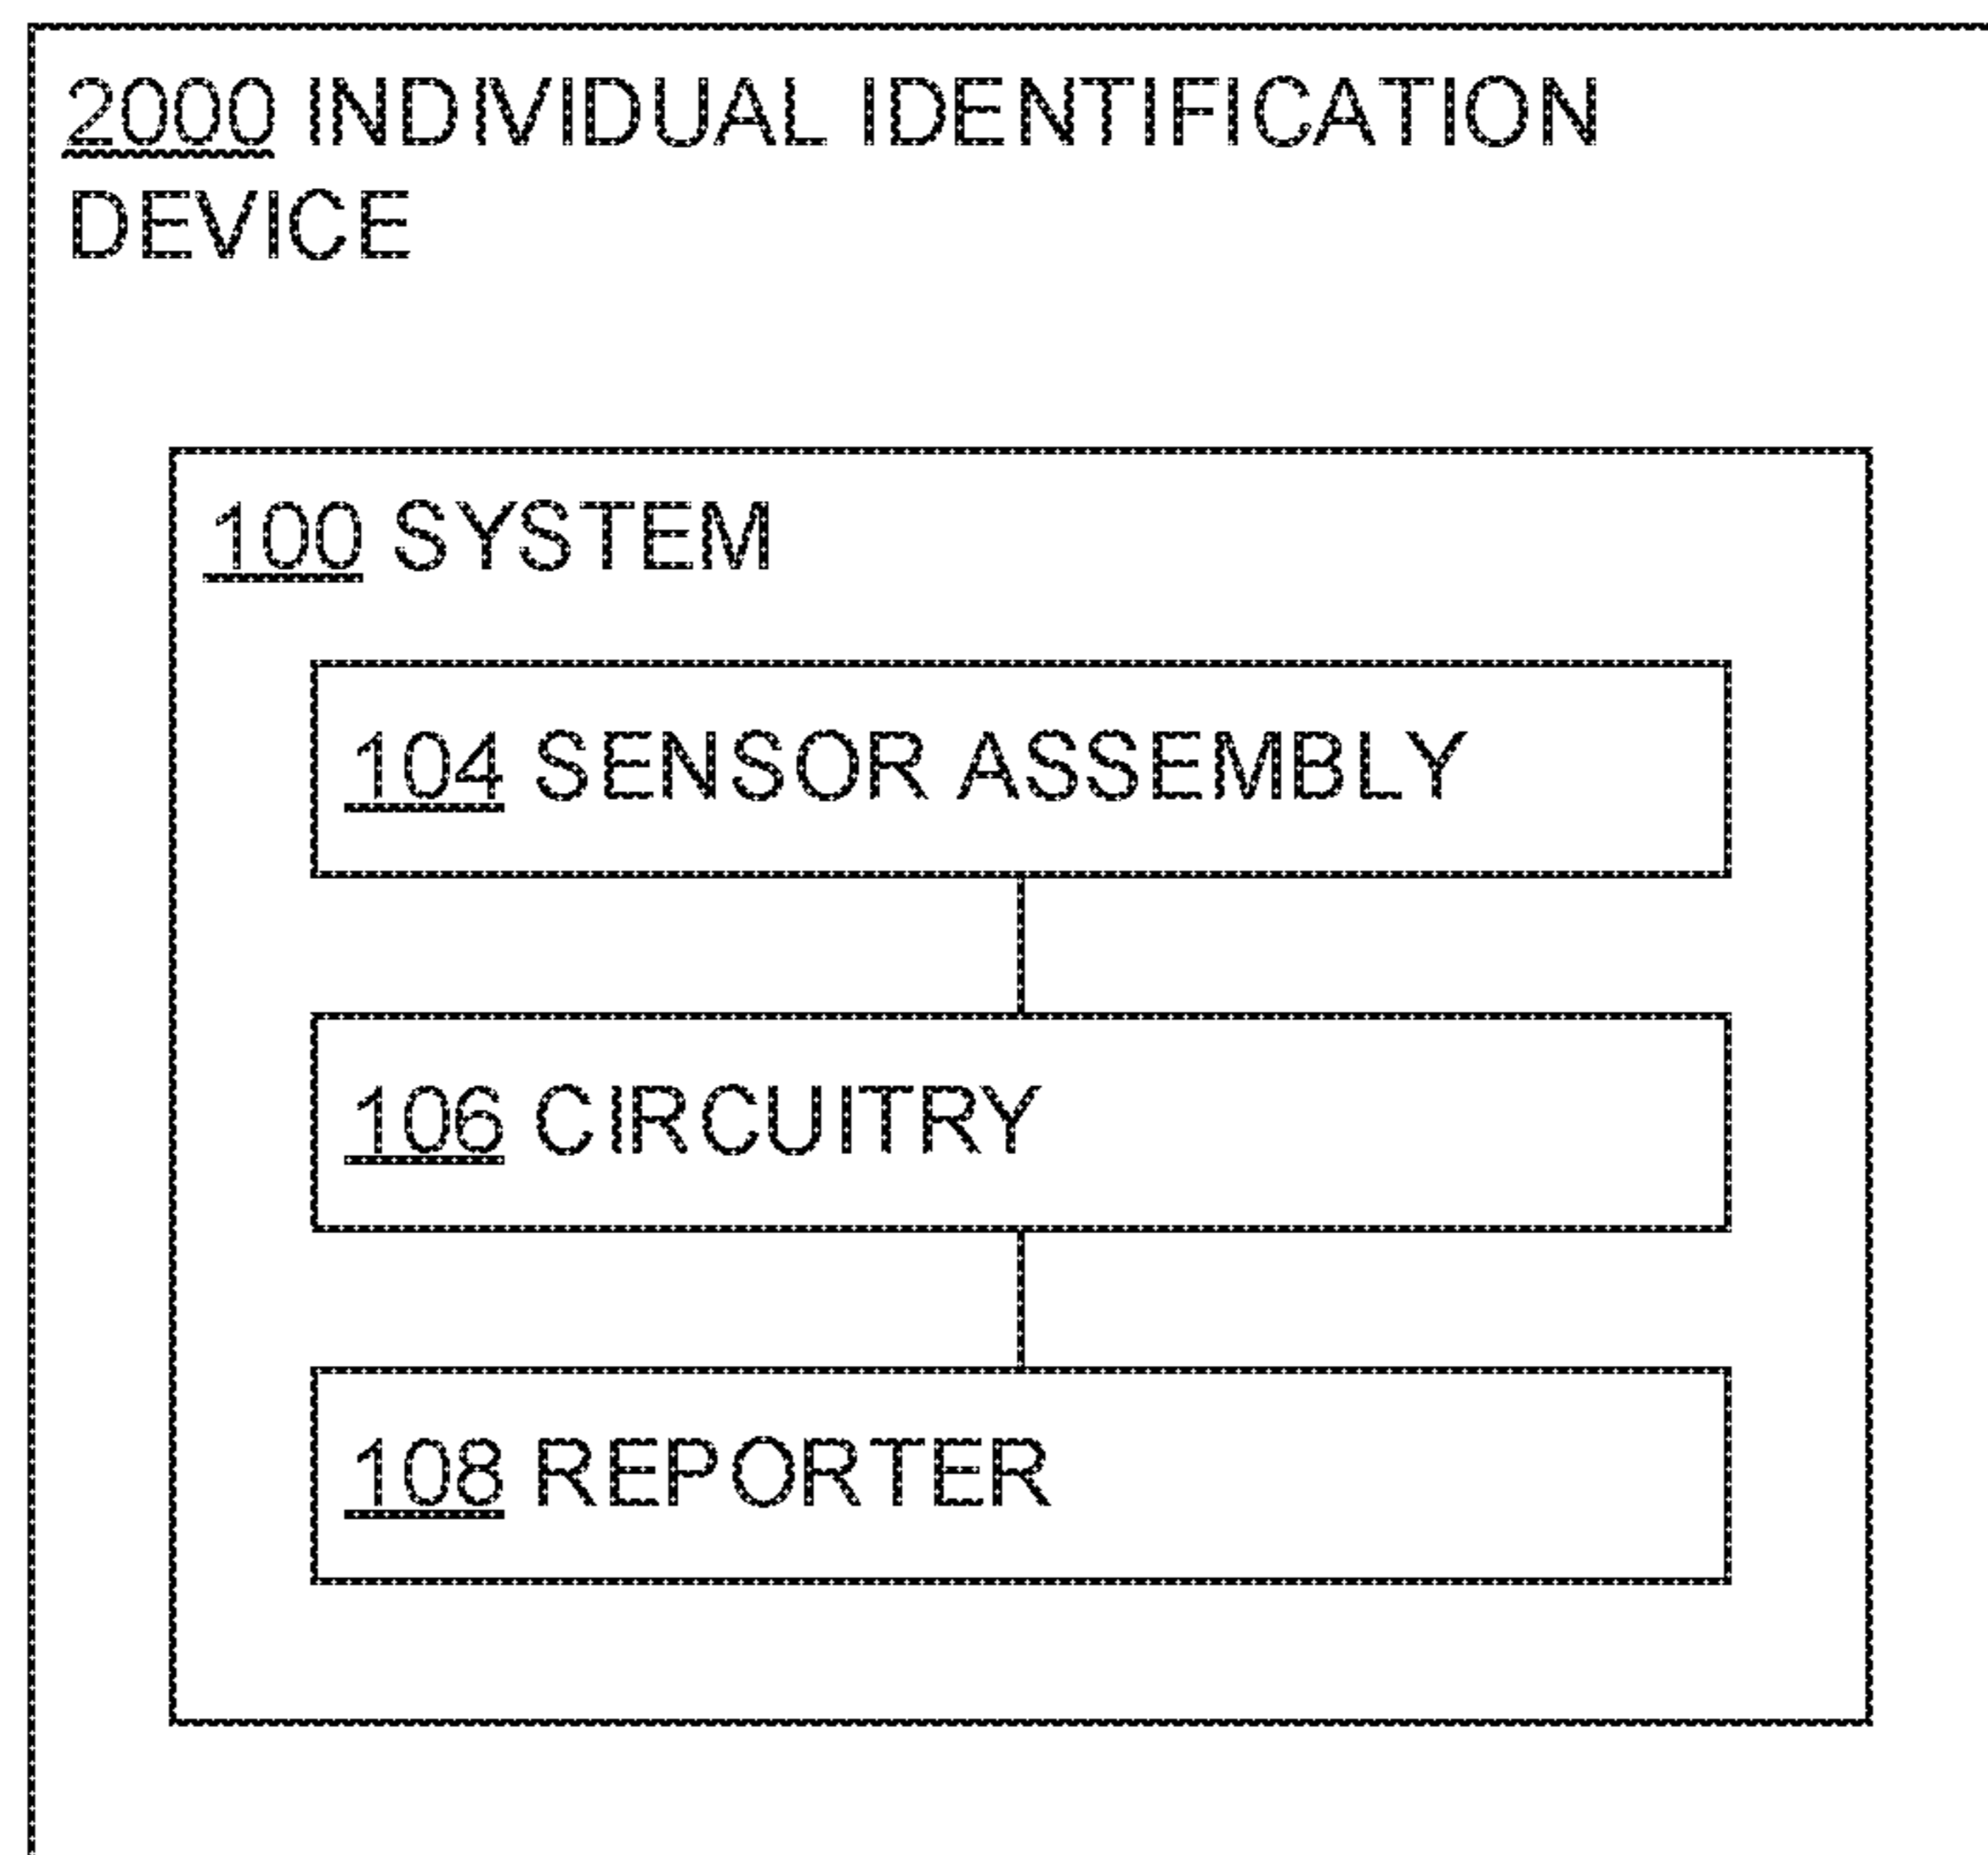 2000 INDIVIDUAL IDENTIFICATION
DEVICE
100 SYSTEM
104 SENSOR ASSEMBLY
106 CIRCUITRY
108 REPORTER